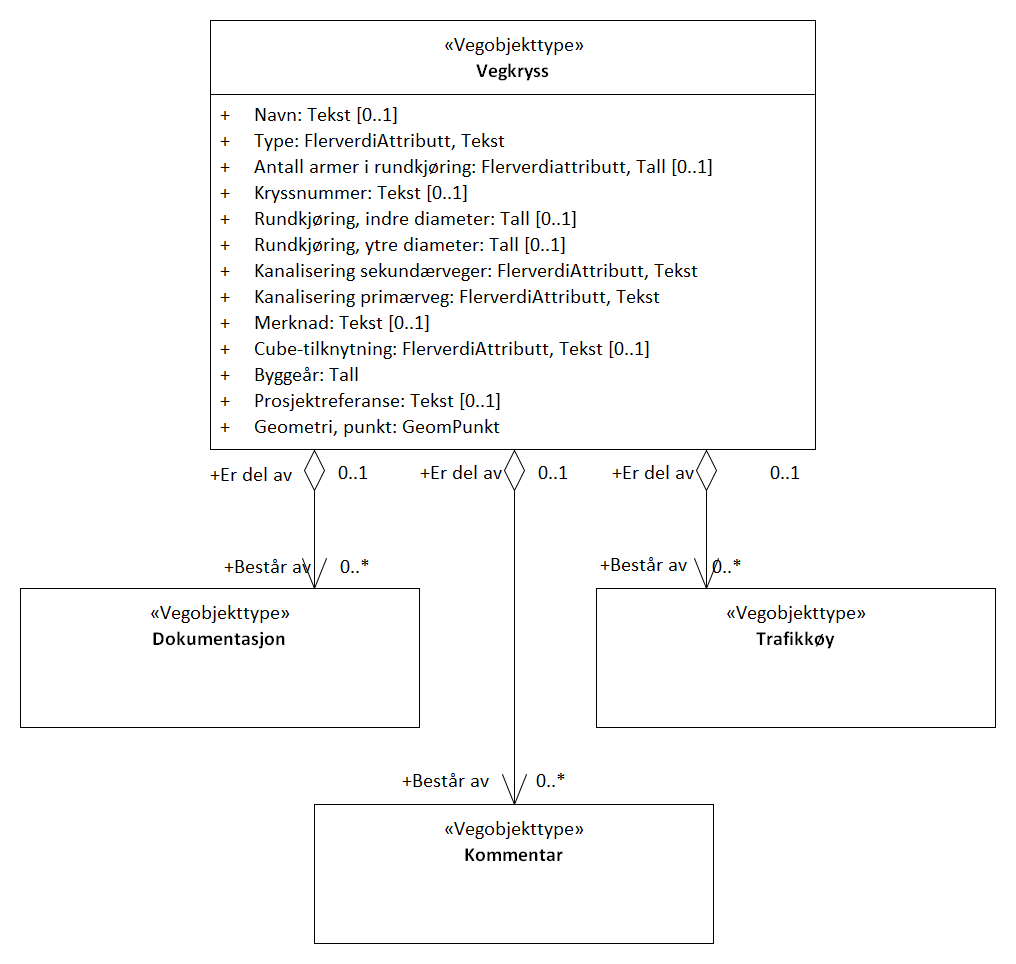 «Vegobjekttype»
Vegkryss
+ Navn: Tekst [0..1]
+ Type: FlerverdiAttributt, Tekst
+ Antall armer i rundkjøring: Flerverdiattributt, Tall [0..1]
+ Kryssnummer: Tekst [0..1]
+ Rundkjøring, indre diameter: Tall [0..1]
+ Rundkjøring, ytre diameter: Tall [0..1]
+ Kanalisering sekundærveger: FlerverdiAttributt, Tekst
+ Kanalisering primærveg: FlerverdiAttributt, Tekst
+ Merknad: Tekst [0..1]
+ Cube-tilknytning: FlerverdiAttributt, Tekst [0..1]
+ Byggeår: Tall
+ Prosjektreferanse: Tekst [0..1]
+ Geometri, punkt: GeomPunkt
+Er del av 0..1 +Er del av 0..1 +Er del av 0..1
+Består av 0..* +Består av 0..*
«Vegobjekttype»
Dokumentasjon
«Vegobjekttype»
Trafikkøy
+Består av 0..*
«Vegobjekttype»
Kommentar